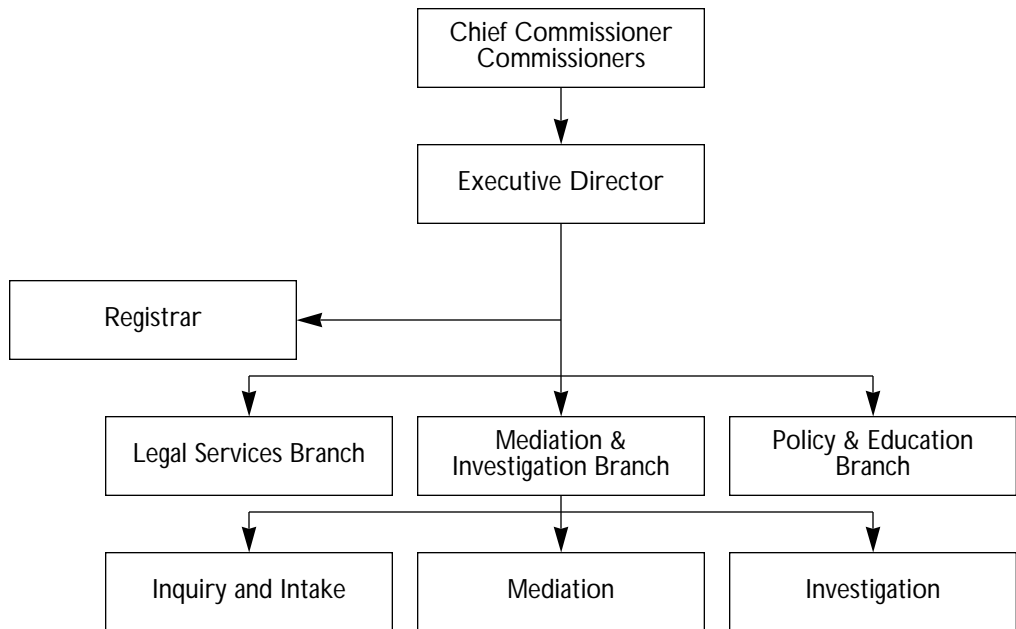 Chief Commissioner
Commissioners
Executive Director
Registrar
Legal Services Branch
Mediation &
Investigation Branch
Policy & Education
Branch
Inquiry and Intake
Mediation
Investigation